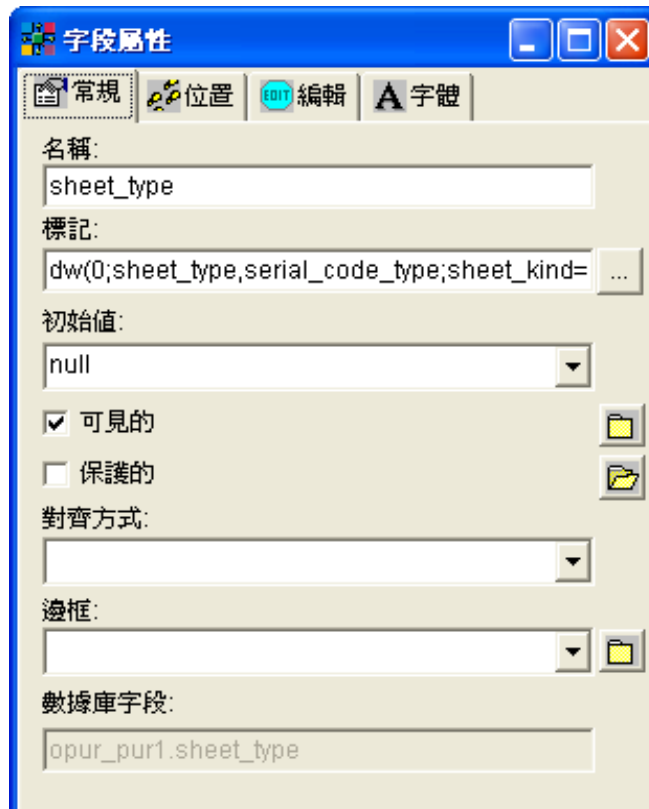 字段屬性
常規 位置 EDIT 編輯 A 字體
名稱:
sheet_type
標記:
dw(0;sheet_type,serial_code_type;sheet_kind= ...
初始值:
null
可見的
保護的
對齊方式:
邊框:
數據庫字段:
opur_pur1.sheet_type